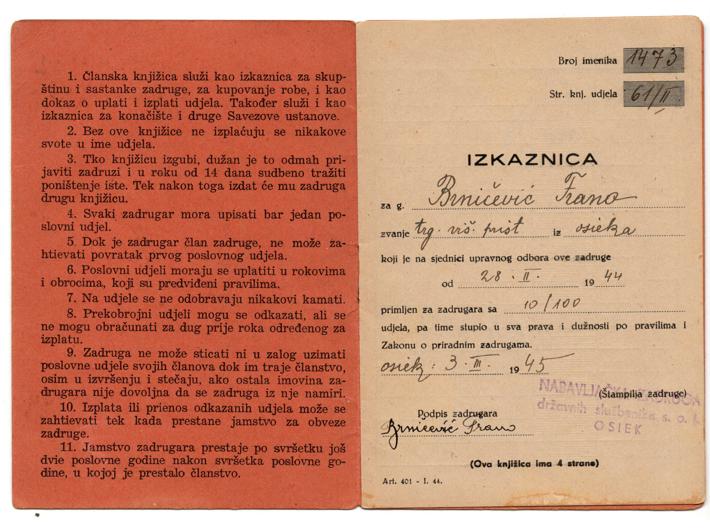 1. Članska knjižica služi kao izkaznica za skup-
štinu i sastanke zadruge, za kupovanje robe, i kao
dokaz o uplati i izplati udjela. Također služi i kao
izkaznica za konačište i druge Savezove ustanove.
2. Bez ove knjižice ne izplaćuju se nikakove
svote u ime udjela.
3. Tko knjižicu izgubi, dužan je to odmah pri-
javiti zadruzi i u roku od 14 dana sudbeno tražiti
poništenje iste. Tek nakon toga izdat će mu zadruga
drugu knjižicu.
4. Svaki zadrugar mora upisati bar jedan po-
slovni udjel.
5. Dok je zadrugar član zadruge, ne može za-
htievati povratak prvog poslovnog udjela.
6. Poslovni udjeli moraju se uplatiti u rokovima
i obrocima, koji su predviđeni pravilima.
7. Na udjele se ne odobravaju nikakovi kamati.
8. Prekobrojni udjeli mogu se odkazati, ali se
ne mogu obračunati za dug prije roka određenog za
izplatu.
9. Zadruga ne može sticati ni u zalog uzimati
poslovne udjele svojih članova dok im traje članstvo,
osim u izvršenju i stečaju, ako ostala imovina za-
drugara nije dovoljna da se zadruga iz nje namiri.
10. Izplata ili prienos odkazanih udjela može se
zahtievati tek kada prestane jamstvo za obveze
zadruge.
11. Jamstvo zadrugara prestaje po svršetku još
dvie poslovne godine nakon svršetka poslovne go-
dine, u kojoj je prestalo članstvo.
Broj imenika 1473
Str. knj. udjela 61/II
IZKAZNICA
za g. Brničević Frano
zvanje trg. viš. prist iz osieka
koji je na sjednici upravnog odbora ove zadruge
od 28. II. 1944
primljen za zadrugara sa 10/100
udjela, pa time stupio u sva prava i dužnosti po pravilima i
Zakonu o priradnim zadrugama.
osiek: 3. III. 1945
NABAVLJAČKA ZADRUGA
(Štampilja zadruge)
državnih službenika s. o. j.
OSIEK
Podpis zadrugara
Brničević Frano
(Ova knjižica ima 4 strane)
Art. 401 - I. 44.